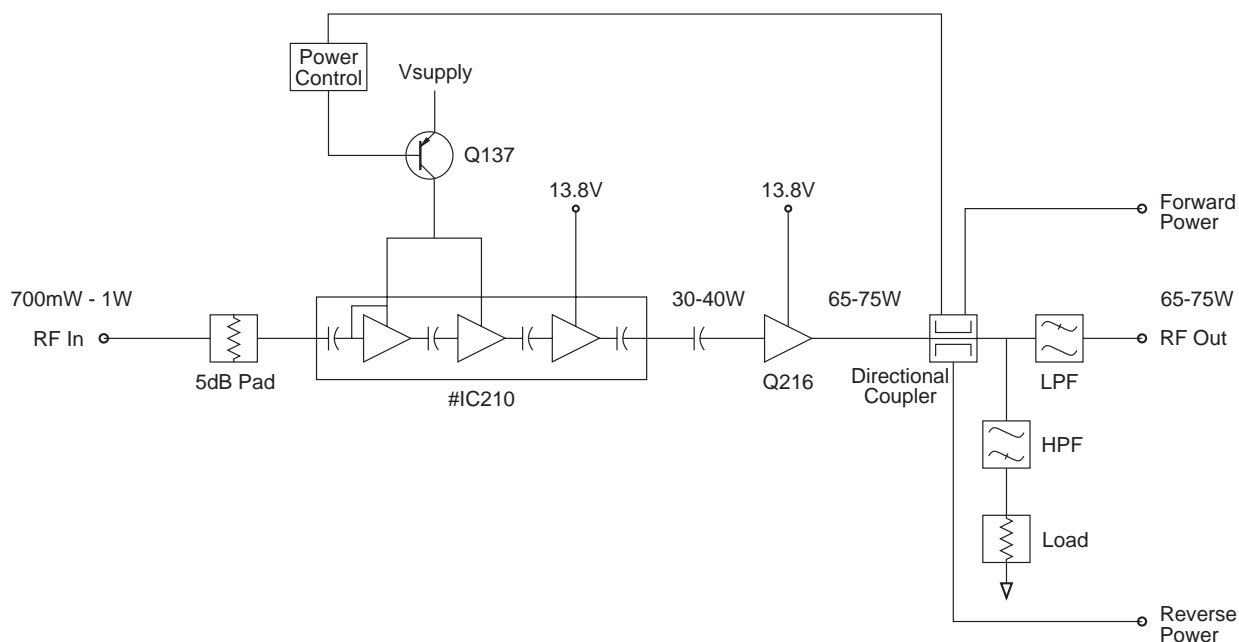 Power
Control
Vsupply
Q137
13.8V
13.8V
Forward
Power
700mW - 1W
30-40W
65-75W
65-75W
RF In
RF Out
5dB Pad
#IC210
Q216
Directional
Coupler
LPF
HPF
Load
Reverse
Power